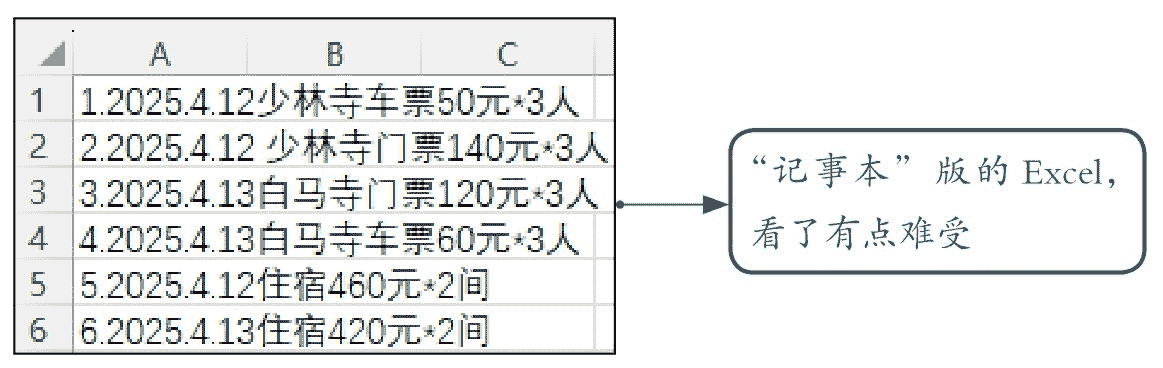 A B C
1 1.2025.4.12少林寺车票50元*3人
2 2.2025.4.12 少林寺门票140元*3人
3 3.2025.4.13白马寺门票120元*3人
4 4.2025.4.13白马寺车票60元*3人
5 5.2025.4.12住宿460元*2间
6 6.2025.4.13住宿420元*2间
“记事本”版的 Excel,
看了有点难受